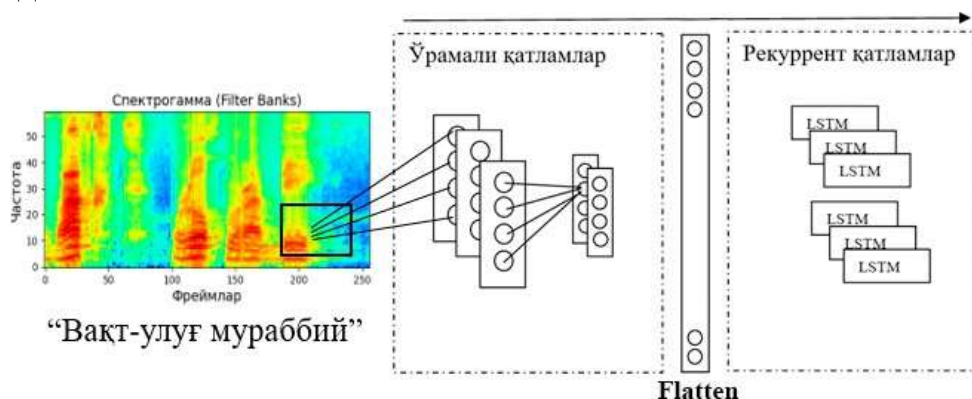 Ўрамали қатламлар
Рекуррент қатламлар
Спектрогамма (Filter Banks)
Частота
50
40
30
20
10
0
0 50 100 150 200 250
Фреймлар
“Вақт-улуғ мураббий”
LSTM
LSTM
LSTM
LSTM
LSTM
LSTM
Flatten